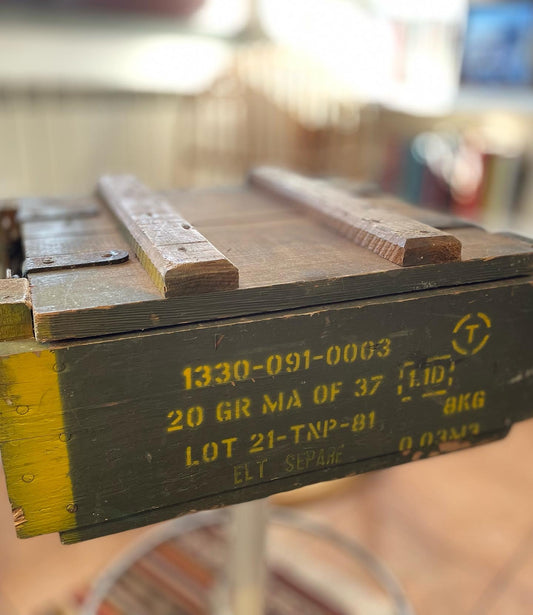 T
1330-091-0003
20 GR MA OF 37 1.1D
8KG
LOT 21-TNP-81
0.03M3
ELT SEPARE